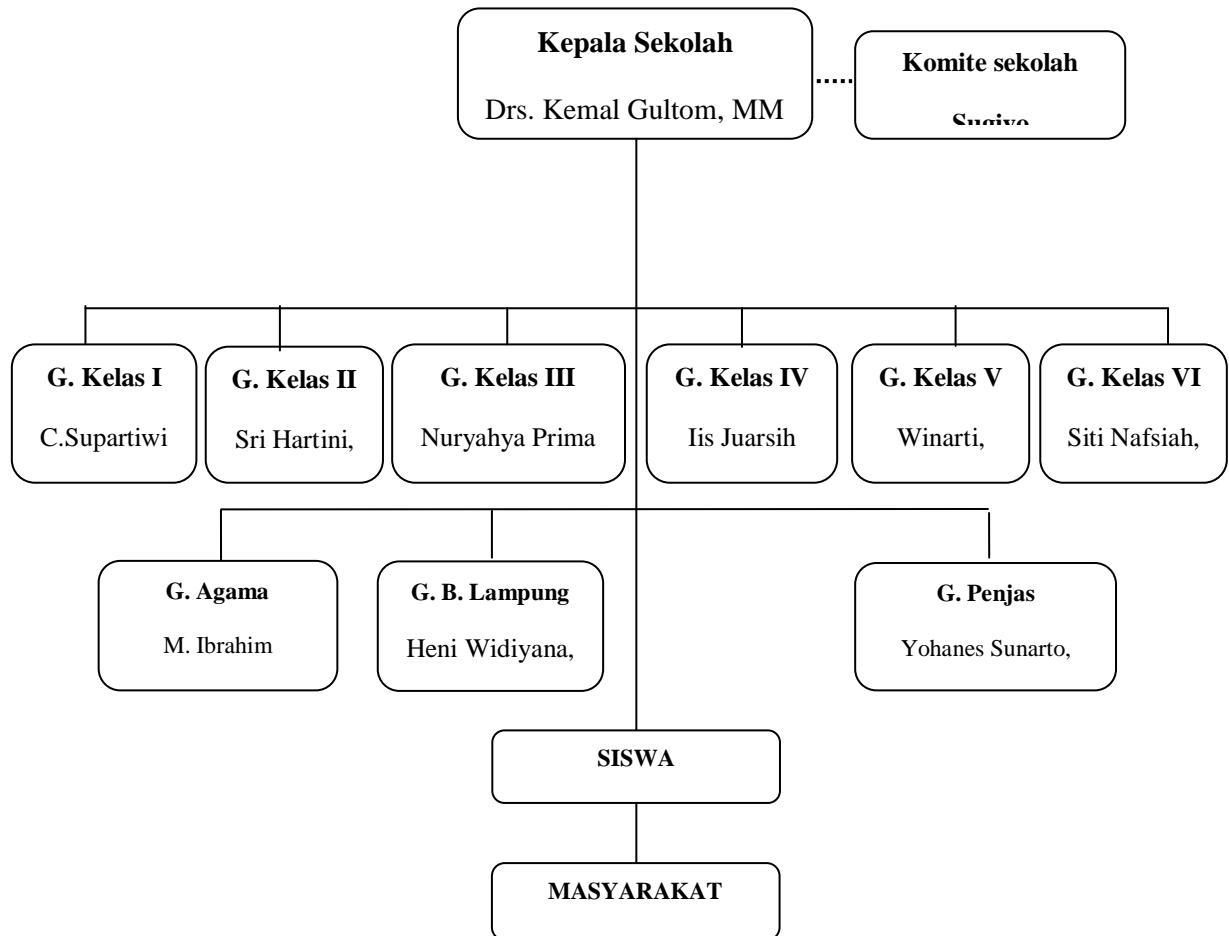 Kepala Sekolah
Drs. Kemal Gultom, MM
Komite sekolah
Sugiyo
G. Kelas I
C.Supartiwi
G. Kelas II
Sri Hartini,
G. Kelas III
Nuryahya Prima
G. Kelas IV
Iis Juarsih
G. Kelas V
Winarti,
G. Kelas VI
Siti Nafsiah,
G. Agama
M. Ibrahim
G. B. Lampung
Heni Widiyana,
G. Penjas
Yohanes Sunarto,
SISWA
MASYARAKAT